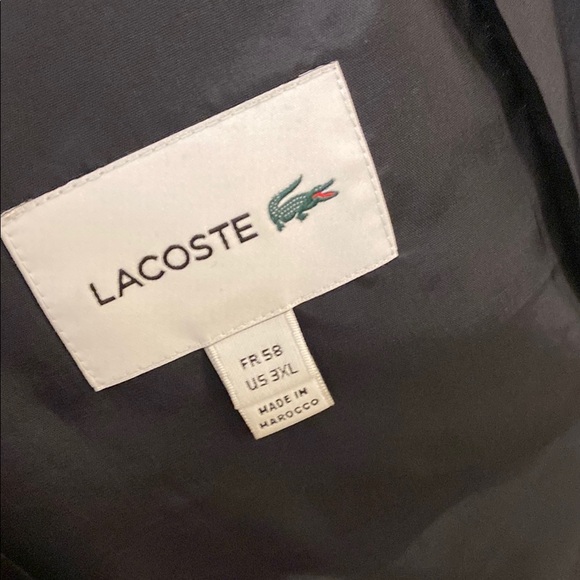 LACOSTE
FR 58
US 3XL
MADE IN
MAROCCO